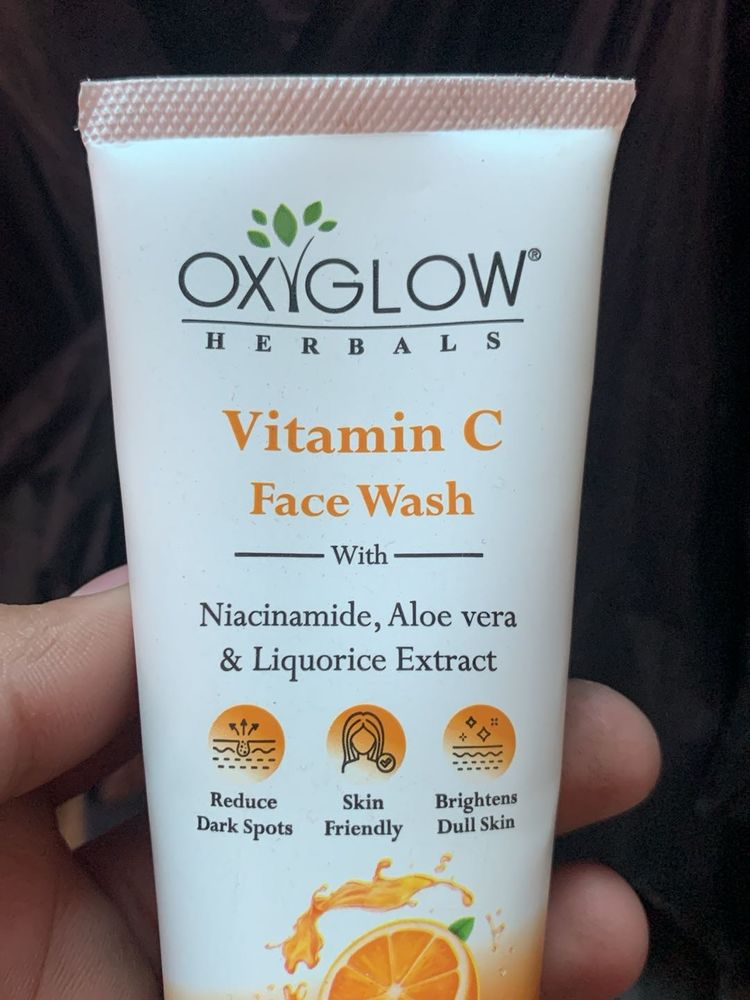 OXYGLOW®
HERBALS
Vitamin C
Face Wash
With
Niacinamide, Aloe vera
& Liquorice Extract
Reduce
Dark Spots
Skin
Friendly
Brightens
Dull Skin